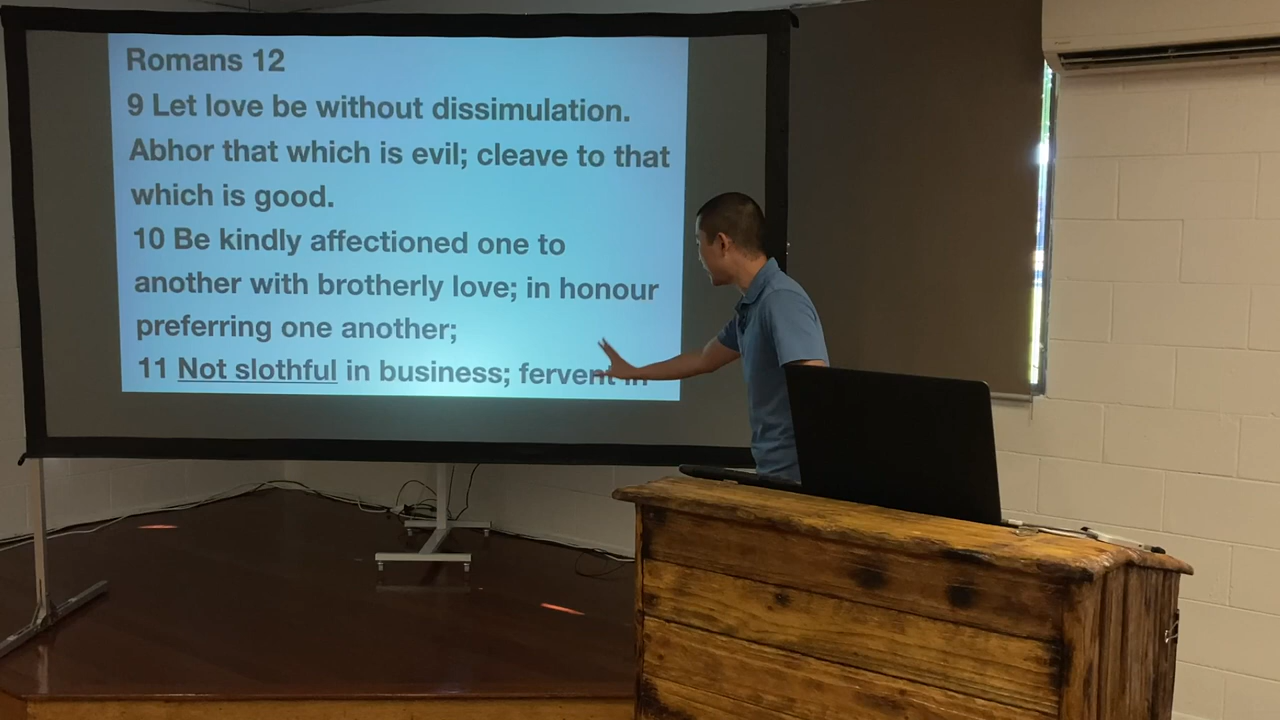 Romans 12
9 Let love be without dissimulation.
Abhor that which is evil; cleave to that
which is good.
10 Be kindly affectioned one to
another with brotherly love; in honour
preferring one another;
11 Not slothful in business; fervent in